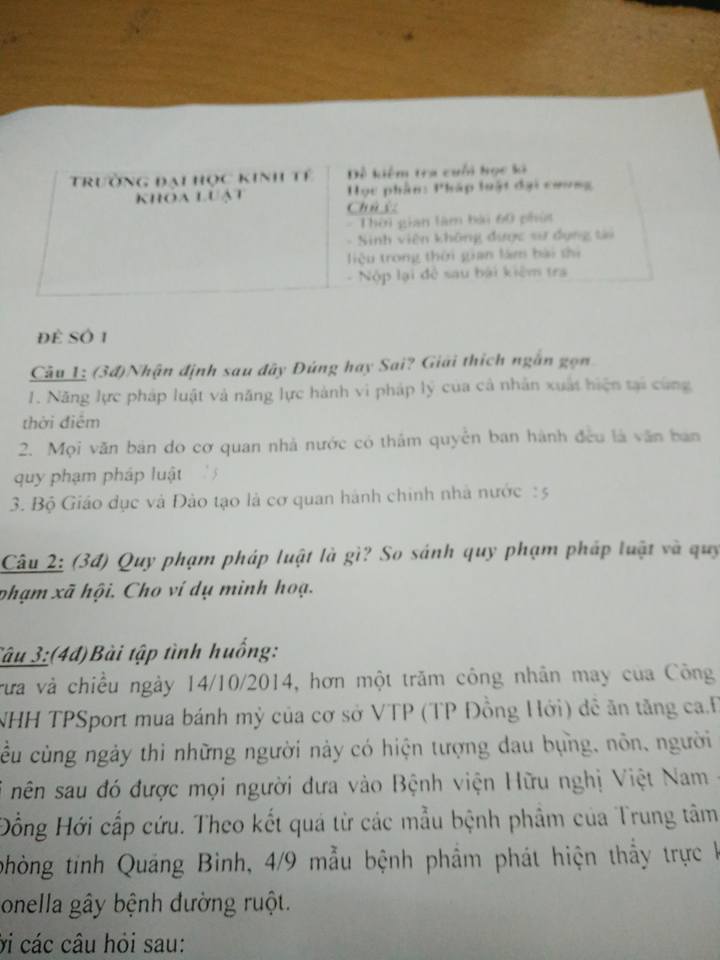 TRƯỜNG ĐẠI HỌC KINH TẾ
KHOA LUẬT
Đề kiểm tra cuối học kì
Học phần: Pháp luật đại cương
Chú ý:
- Thời gian làm bài 60 phút
- Sinh viên không được sử dụng tài
liệu trong thời gian làm bài thi
- Nộp lại đề sau bài kiểm tra
ĐỀ SỐ 1
Câu 1: (3đ)Nhận định sau đây Đúng hay Sai? Giải thích ngắn gọn
1. Năng lực pháp luật và năng lực hành vi pháp lý của cá nhân xuất hiện tại cùng
thời điểm
2. Mọi văn bản do cơ quan nhà nước có thẩm quyền ban hành đều là văn bản
quy phạm pháp luật
3. Bộ Giáo dục và Đào tạo là cơ quan hành chính nhà nước
Câu 2: (3đ) Quy phạm pháp luật là gì? So sánh quy phạm pháp luật và quy
phạm xã hội. Cho ví dụ minh hoạ.
Câu 3:(4đ)Bài tập tình huống:
rưa và chiều ngày 14/10/2014, hơn một trăm công nhân may của Công
NHH TPSport mua bánh mỳ của cơ sở VTP (TP Đồng Hới) để ăn tăng ca.Đ
ều cùng ngày thì những người này có hiện tượng đau bụng, nôn, người
i nên sau đó được mọi người đưa vào Bệnh viện Hữu nghị Việt Nam -
Đồng Hới cấp cứu. Theo kết quả từ các mẫu bệnh phẩm của Trung tâm
phòng tỉnh Quảng Bình, 4/9 mẫu bệnh phẩm phát hiện thấy trực k
onella gây bệnh đường ruột.
ời các câu hỏi sau: